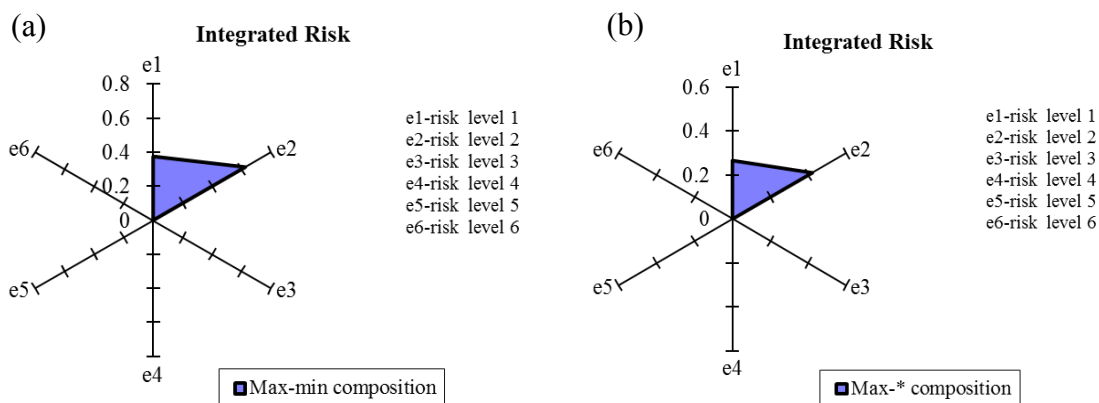 (a)
Integrated Risk
e1
0.8
0.6
0.4
0.2
0
e2
e3
e4
e5
e6
e1-risk level 1
e2-risk level 2
e3-risk level 3
e4-risk level 4
e5-risk level 5
e6-risk level 6
Max-min composition
(b)
Integrated Risk
e1
0.6
0.4
0.2
0
e2
e3
e4
e5
e6
e1-risk level 1
e2-risk level 2
e3-risk level 3
e4-risk level 4
e5-risk level 5
e6-risk level 6
Max-* composition